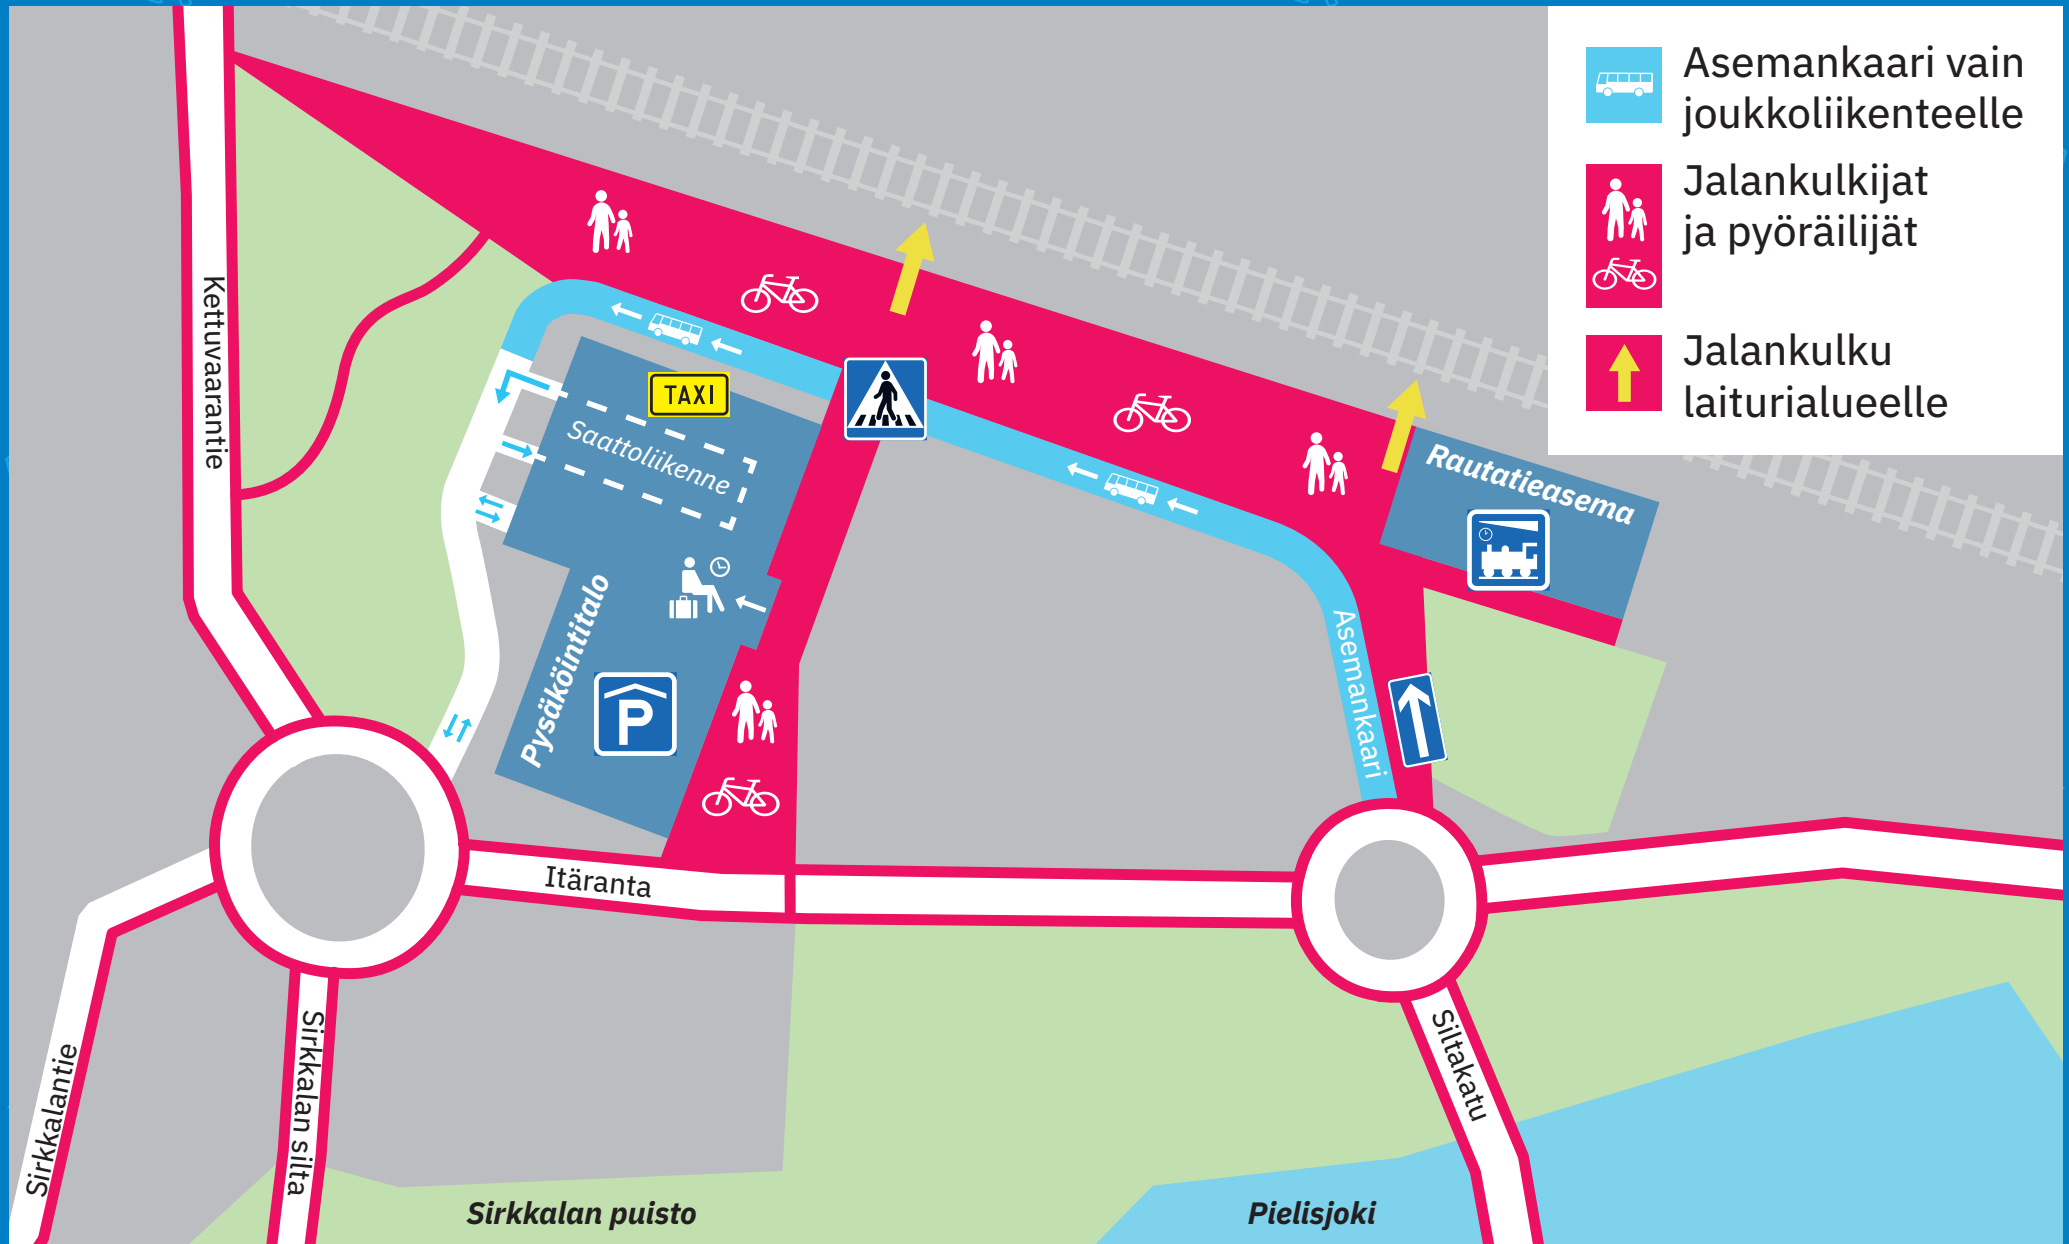 Asemankaari vain
joukkoliikenteelle
Jalankulkijat
ja pyöräilijät
Jalankulku
laiturialueelle
Kettuvaarantie
TAXI
Saattoliikenne
Rautatieasema
Pysäköintitalo
P
Asemankaari
Itäranta
Sirkkalantie
Sirkkalan silta
Siltakatu
Sirkkalan puisto
Pielisjoki